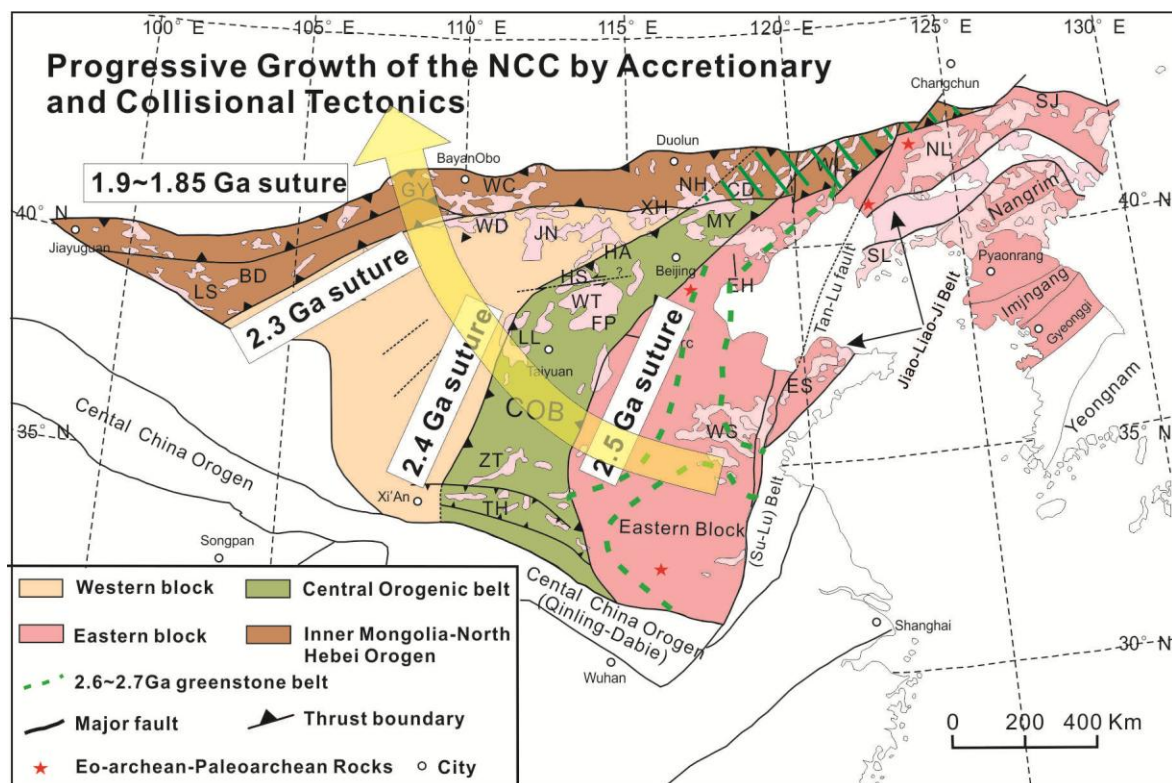 100° E
105° E
110° E
115° E
120° E
125° E
130° E
Progressive Growth of the NCC by Accretionary
and Collisional Tectonics
Changchun
SJ
Duolun
BayanObo
1.9~1.85 Ga suture
GY
WC
NH
CD
WL
NL
40° N
40° N
Jiayuguan
WD
XH
MY
Nangrim
JN
HA
SL
Pyaonrang
BD
LS
HS
?
Beijing
EH
Tan-Lu fault
WT
FP
Imjingang
Gyeonggi
2.3 Ga suture
LL
Taiyuan
rc
Jiao-Liao-Ji Belt
2.4 Ga suture
2.5 Ga suture
ES
COB
WS
Yeongnam
35° N
35° N
Cental China Orogen
ZT
Xi'An
TH
Eastern Block
(Su-Lu) Belt
Songpan
Cental China Orogen
(Qinling-Dabie)
Shanghai
Wuhan
30° N
Western block
Central Orogenic belt
Eastern block
Inner Mongolia-North
Hebei Orogen
2.6~2.7Ga greenstone belt
Major fault
Thrust boundary
Eo-archean-Paleoarchean Rocks
City
0 200 400 Km